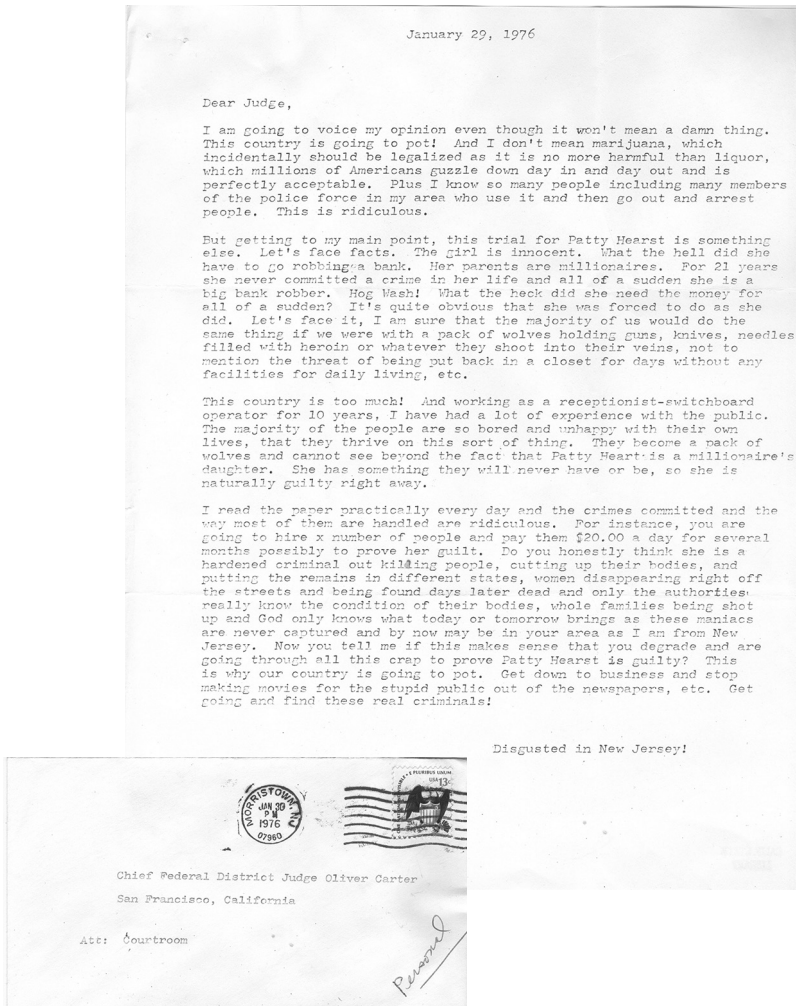 January 29, 1976
Dear Judge,
I am going to voice my opinion even though it won't mean a damn thing.
This country is going to pot!  And I don't mean marijuana, which
incidentally should be legalized as it is no more harmful than liquor,
which millions of Americans guzzle down day in and day out and is
perfectly acceptable.  Plus I know so many people including many members
of the police force in my area who use it and then go out and arrest
people.  This is ridiculous.
But getting to my main point, this trial for Patty Hearst is something
else.  Let's face facts.  The girl is innocent.  What the hell did she
have to go robbing a bank.  Her parents are millionaires.  For 21 years
she never committed a crime in her life and all of a sudden she is a
big bank robber.  Hog Wash!  What the heck did she need the money for
all of a sudden?  It's quite obvious that she was forced to do as she
did.  Let's face it, I am sure that the majority of us would do the
same thing if we were with a pack of wolves holding guns, knives, needles
filled with heroin or whatever they shoot into their veins, not to
mention the threat of being put back in a closet for days without any
facilities for daily living, etc.
This country is too much!  And working as a receptionist-switchboard
operator for 10 years, I have had a lot of experience with the public.
The majority of the people are so bored and unhappy with their own
lives, that they thrive on this sort of thing.  They become a pack of
wolves and cannot see beyond the fact that Patty Heart is a millionaire's
daughter.  She has something they will never have or be, so she is
naturally guilty right away.
I read the paper practically every day and the crimes committed and the
way most of them are handled are ridiculous.  For instance, you are
going to hire x number of people and pay them $20.00 a day for several
months possibly to prove her guilt.  Do you honestly think she is a
hardened criminal out killing people, cutting up their bodies, and
putting the remains in different states, women disappearing right off
the streets and being found days later dead and only the authorties
really know the condition of their bodies, whole families being shot
up and God only knows what today or tomorrow brings as these maniacs
are never captured and by now may be in your area as I am from New
Jersey.  Now you tell me if this makes sense that you degrade and are
going through all this crap to prove Patty Hearst is guilty?  This
is why our country is going to pot.  Get down to business and stop
making movies for the stupid public out of the newspapers, etc.  Get
going and find these real criminals!
Disgusted in New Jersey!
MORRISTOWN, NJ
JAN 30
PM
1976
07960
E PLURIBUS UNUM
USA 13c
Chief Federal District Judge Oliver Carter
San Francisco, California
Att:  Courtroom
Personal